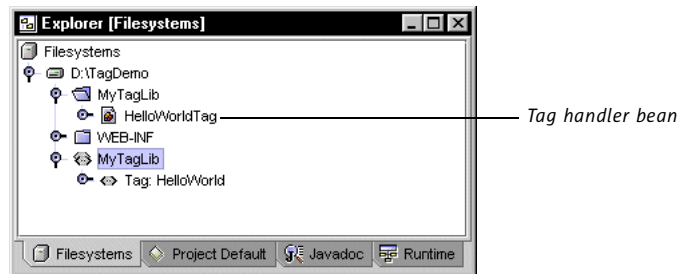 Explorer [Filesystems]
Filesystems
D:\TagDemo
MyTagLib
HelloWorldTag
Tag handler bean
WEB-INF
MyTagLib
Tag: HelloWorld
Filesystems Project Default Javadoc Runtime